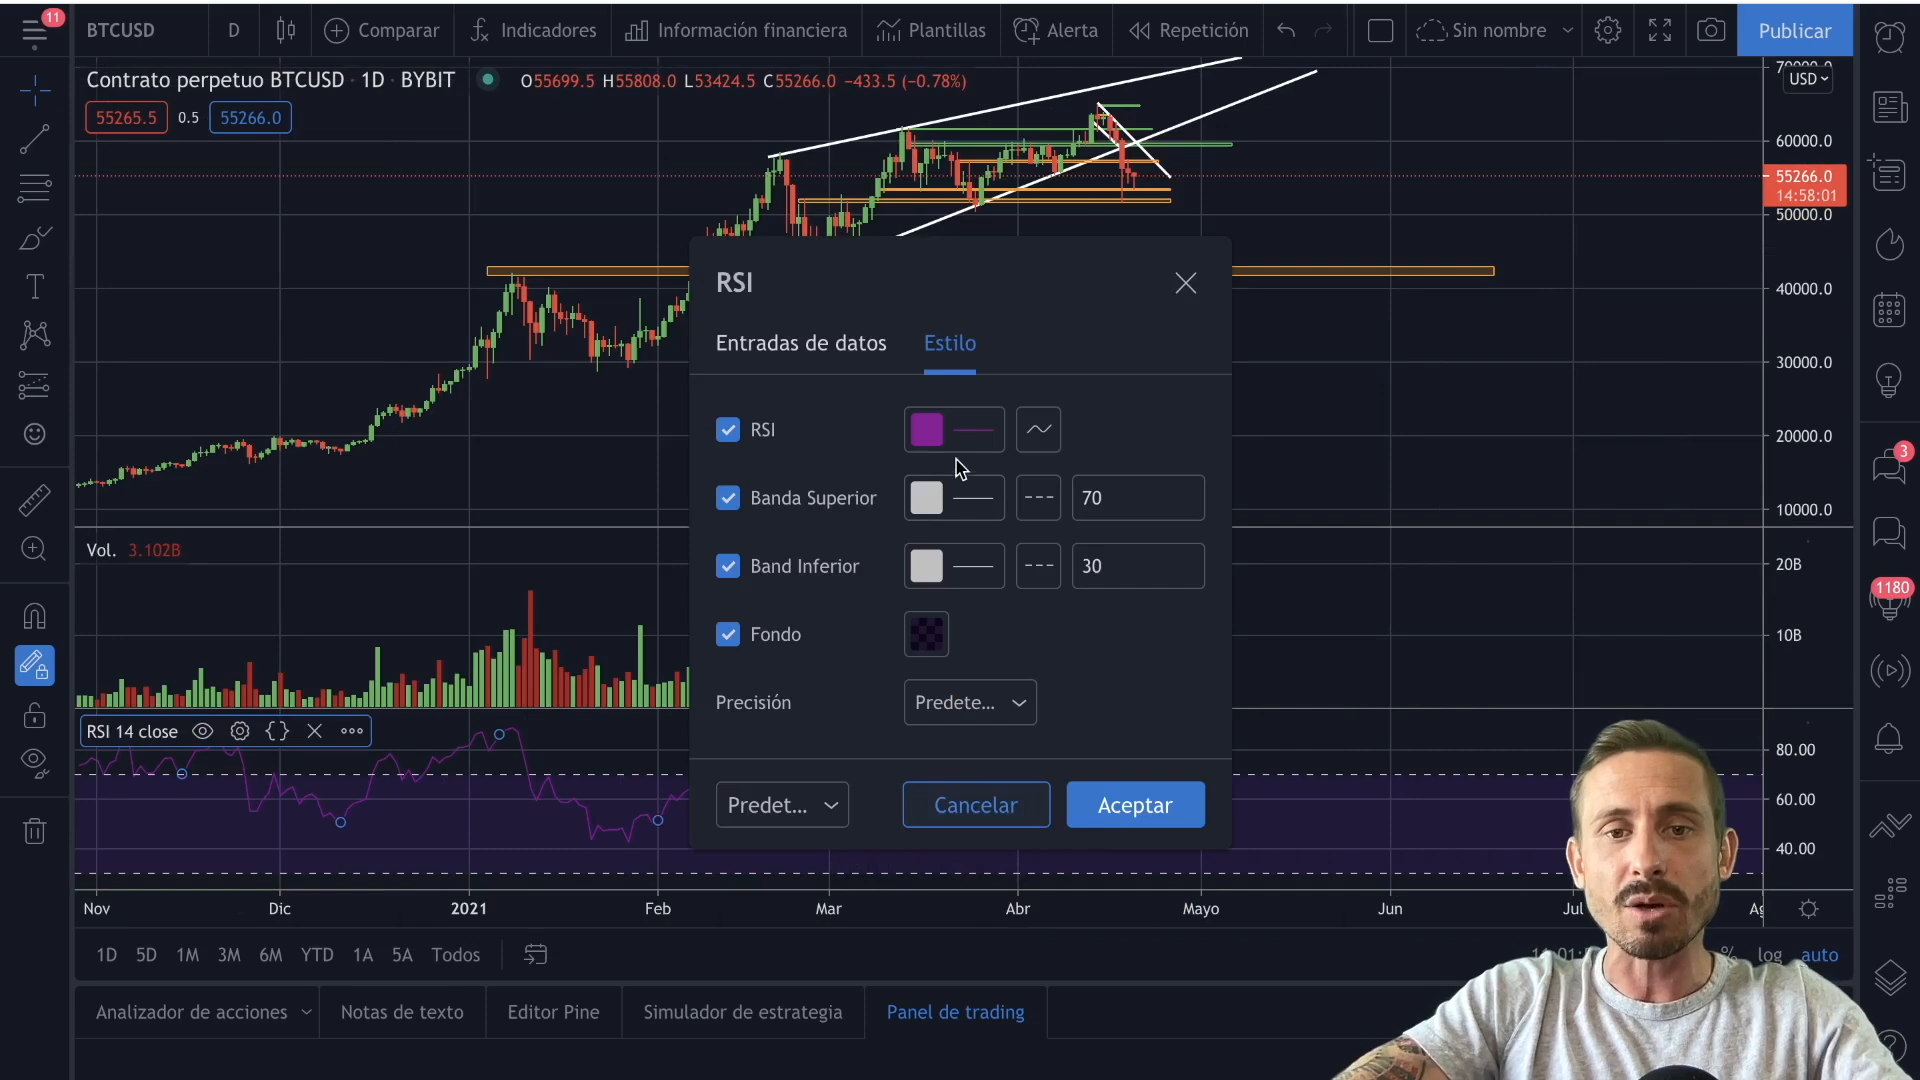 11
BTCUSD D Comparar Indicadores Información financiera Plantillas Alerta Repetición Sin nombre Publicar
Contrato perpetuo BTCUSD · 1D · BYBIT O55699.5 H55808.0 L53424.5 C55266.0 −433.5 (−0.78%)
USD
55265.5 0.5 55266.0
60000.0
55266.0
14:58:01
50000.0
40000.0
30000.0
20000.0
10000.0
RSI
Entradas de datos Estilo
RSI
Banda Superior 70
Band Inferior 30
Fondo
Precisión Predete...
Predet... Cancelar Aceptar
Vol. 3.102B
20B
10B
RSI 14 close
80.00
60.00
40.00
Nov Dic 2021 Feb Mar Abr Mayo Jun Jul
1D 5D 1M 3M 6M YTD 1A 5A Todos % log auto
Analizador de acciones Notas de texto Editor Pine Simulador de estrategia Panel de trading
3
1180